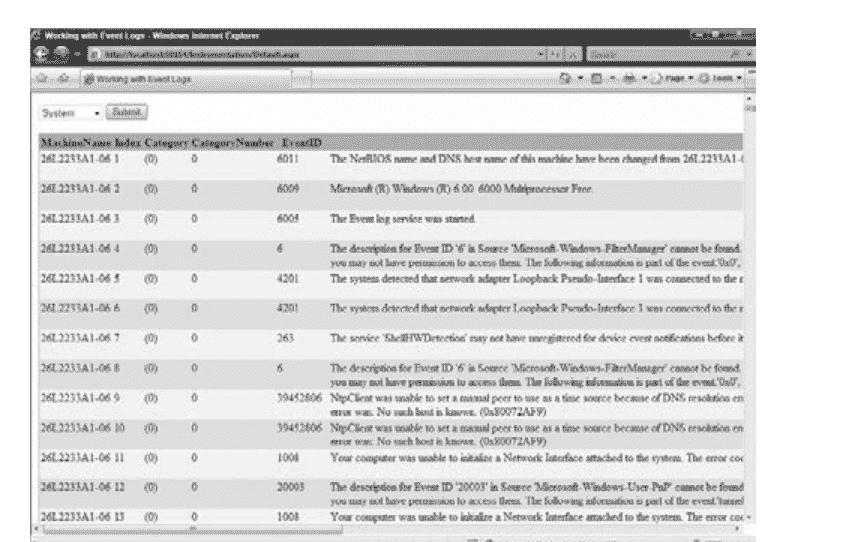 Working with Event Logs - Windows Internet Explorer
Working with Event Logs
Page Tools
System Submit
MachineName Index Category CategoryNumber EventID
26L2233A1-06 1 (0) 0 6011 The NetBIOS name and DNS host name of this machine have been changed from 26L2233A1-0
26L2233A1-06 2 (0) 0 6009 Microsoft (R) Windows (R) 6.00. 6000 Multiprocessor Free.
26L2233A1-06 3 (0) 0 6005 The Event log service was started.
26L2233A1-06 4 (0) 0 6 The description for Event ID '6' in Source 'Microsoft-Windows-FilterManager' cannot be found.
you may not have permission to access them. The following information is part of the event:'0x0',
26L2233A1-06 5 (0) 0 4201 The system detected that network adapter Loopback Pseudo-Interface 1 was connected to the
26L2233A1-06 6 (0) 0 4201 The system detected that network adapter Loopback Pseudo-Interface 1 was connected to the
26L2233A1-06 7 (0) 0 263 The service 'ShellHWDetection' may not have unregistered for device event notifications before it
26L2233A1-06 8 (0) 0 6 The description for Event ID '6' in Source 'Microsoft-Windows-FilterManager' cannot be found.
you may not have permission to access them. The following information is part of the event:'0x0',
26L2233A1-06 9 (0) 0 39452806 NtpClient was unable to set a manual peer to use as a time source because of DNS resolution en
error was: No such host is known. (0x80072AF9)
26L2233A1-06 10 (0) 0 39452806 NtpClient was unable to set a manual peer to use as a time source because of DNS resolution en
error was: No such host is known. (0x80072AF9)
26L2233A1-06 11 (0) 0 1008 Your computer was unable to initialize a Network Interface attached to the system. The error coc
26L2233A1-06 12 (0) 0 20003 The description for Event ID '20003' in Source 'Microsoft-Windows-User-PnP' cannot be found
you may not have permission to access them. The following information is part of the event:'tunnel
26L2233A1-06 13 (0) 0 1008 Your computer was unable to initialize a Network Interface attached to the system. The error coc